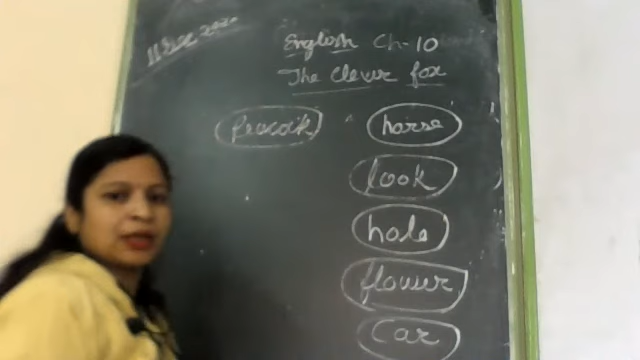 11 Dec 2020
English Ch-10
The Clever fox
Peacock horse
look
hole
flower
Car